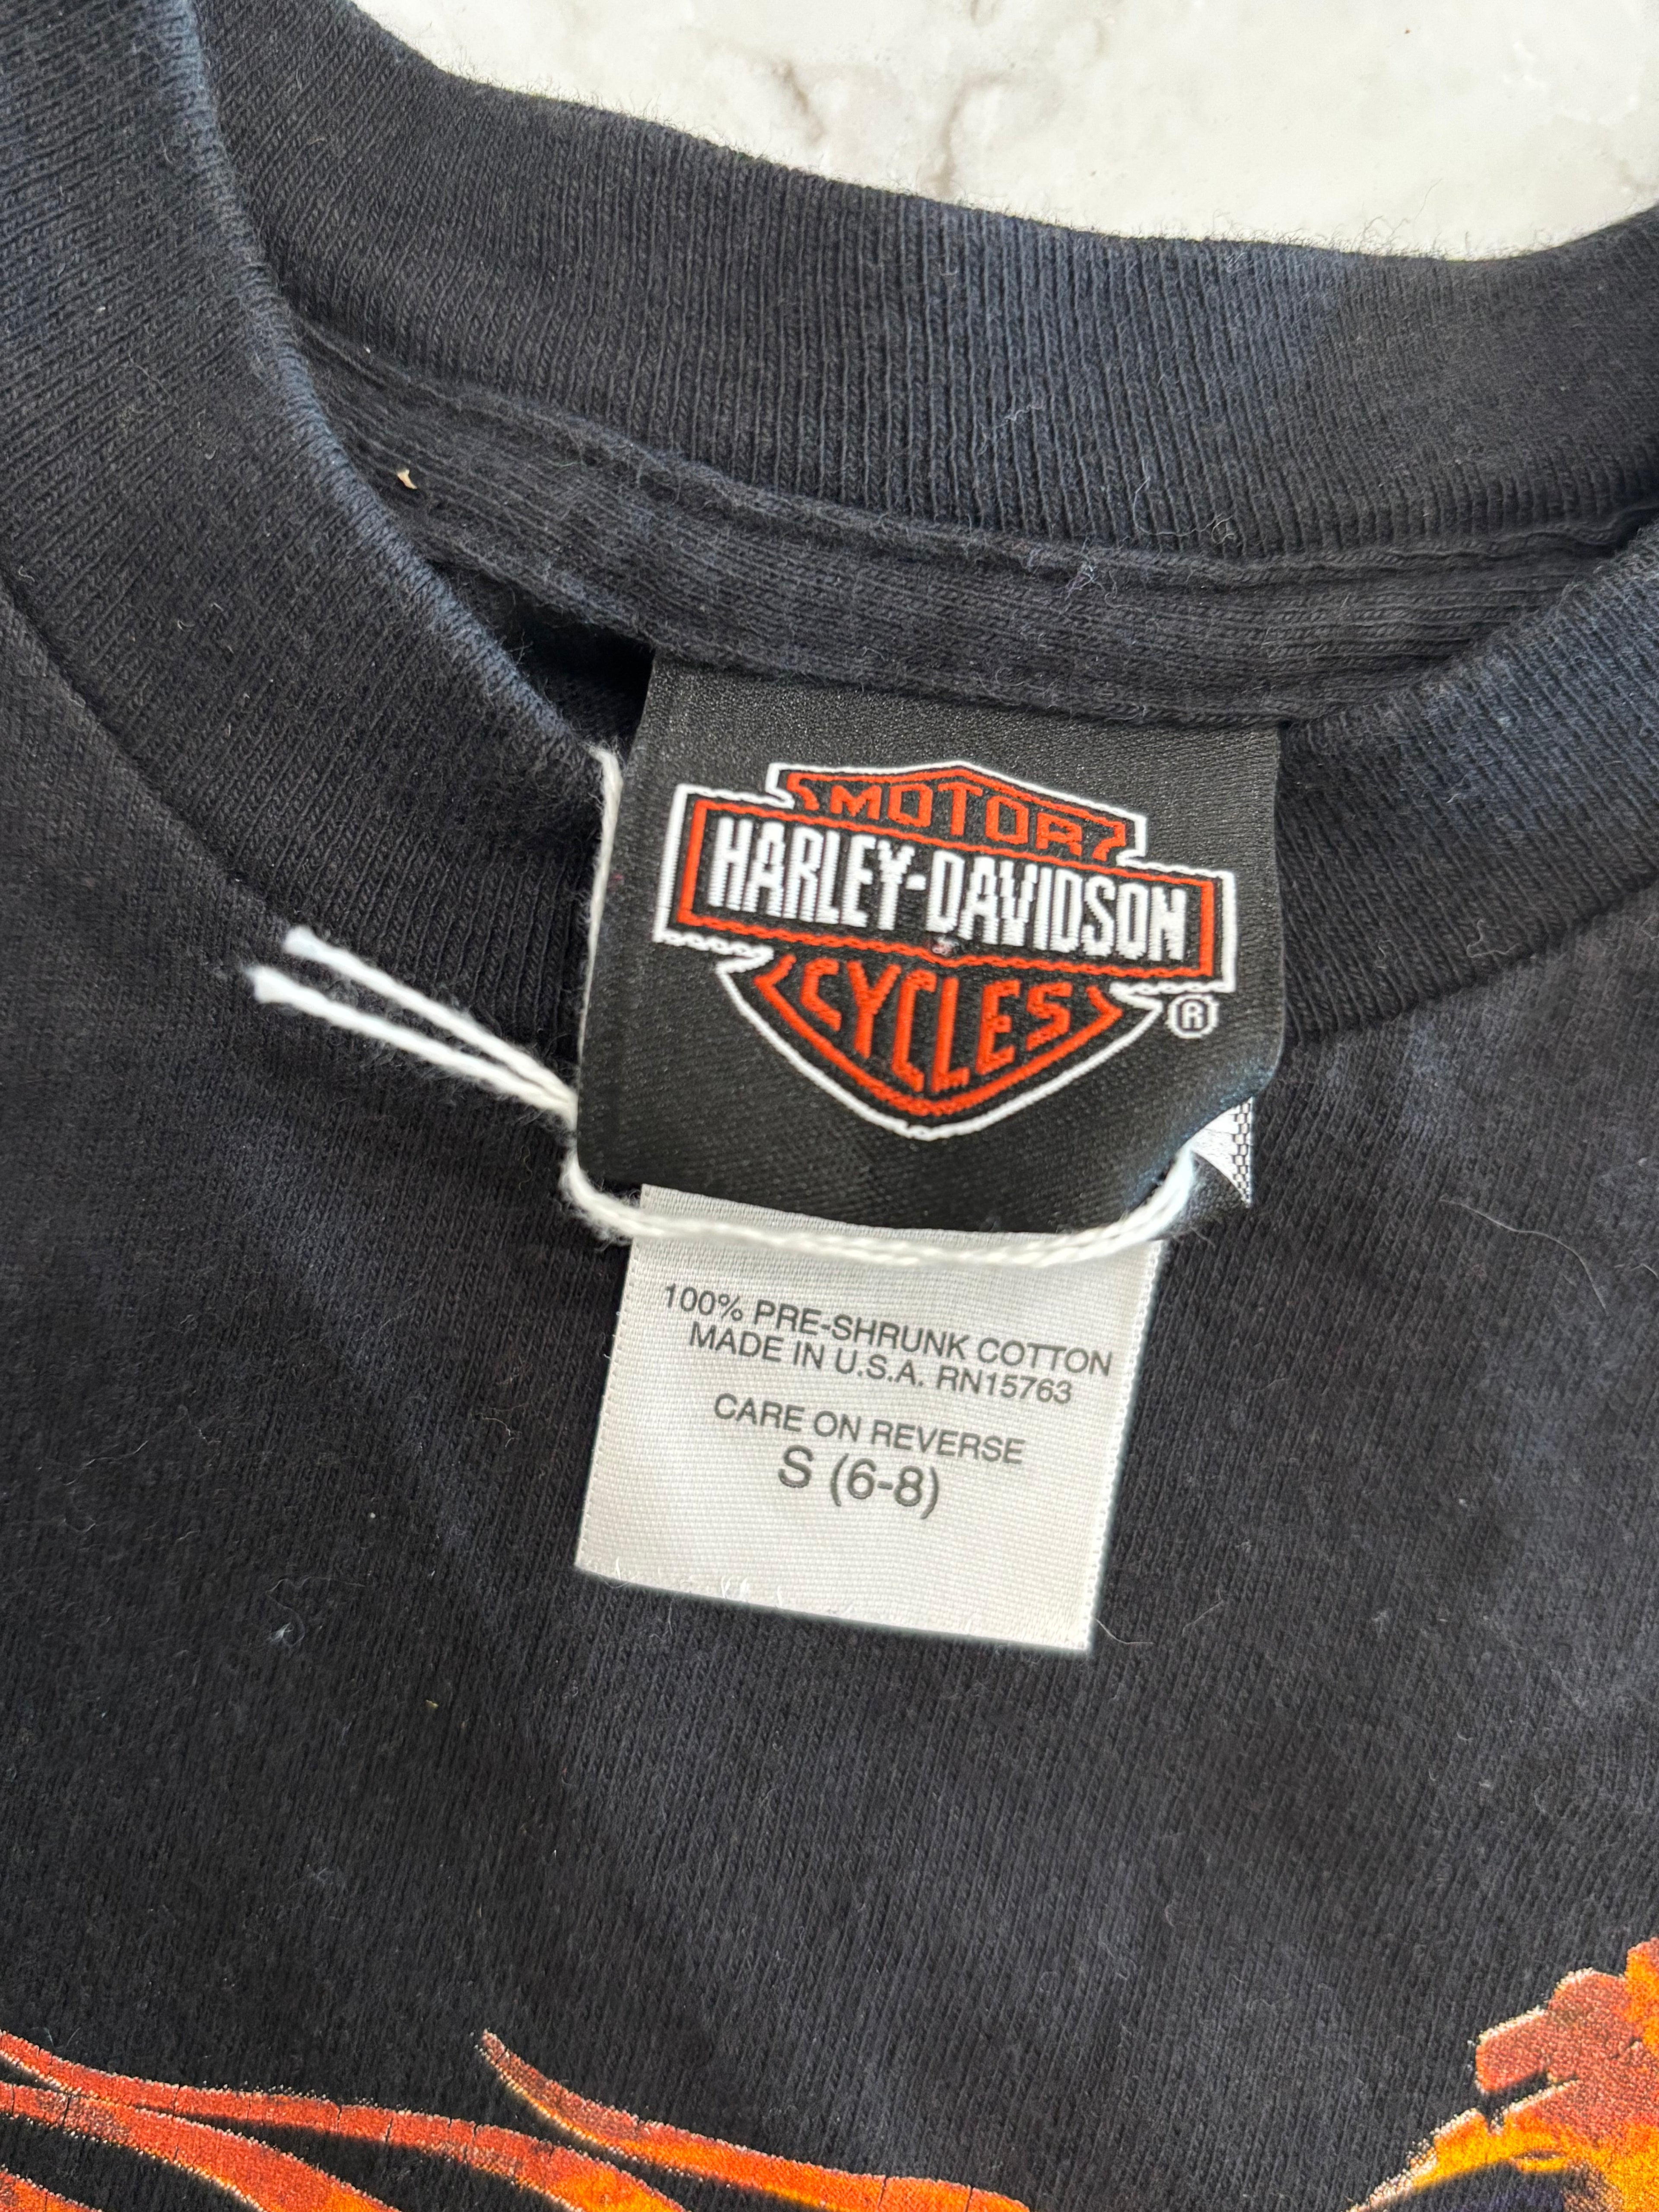 MOTOR
HARLEY-DAVIDSON
CYCLES
®
100% PRE-SHRUNK COTTON
MADE IN U.S.A. RN15763
CARE ON REVERSE
S (6-8)